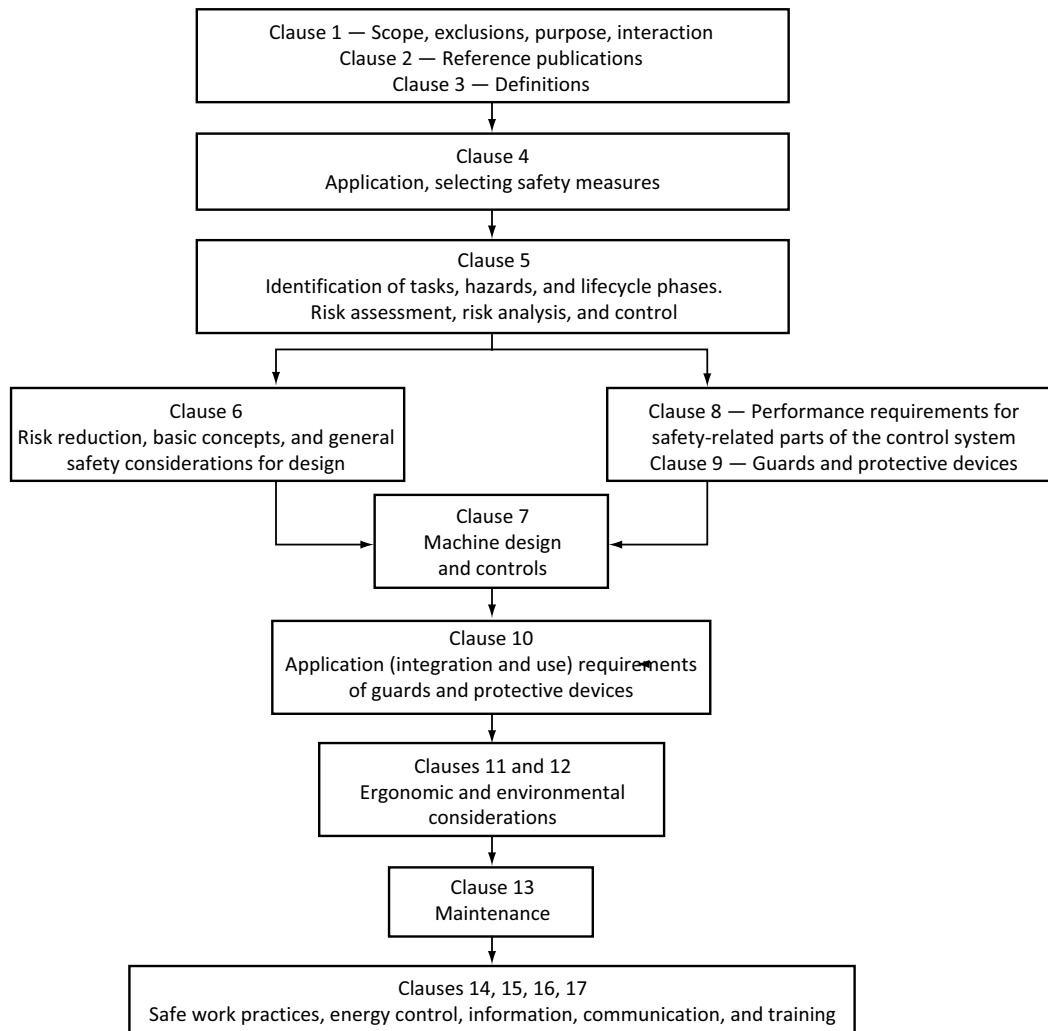 Clause 1 — Scope, exclusions, purpose, interaction
Clause 2 — Reference publications
Clause 3 — Definitions
Clause 4
Application, selecting safety measures
Clause 5
Identification of tasks, hazards, and lifecycle phases.
Risk assessment, risk analysis, and control
Clause 6
Risk reduction, basic concepts, and general
safety considerations for design
Clause 8 — Performance requirements for
safety-related parts of the control system
Clause 9 — Guards and protective devices
Clause 7
Machine design
and controls
Clause 10
Application (integration and use) requirements
of guards and protective devices
Clauses 11 and 12
Ergonomic and environmental
considerations
Clause 13
Maintenance
Clauses 14, 15, 16, 17
Safe work practices, energy control, information, communication, and training